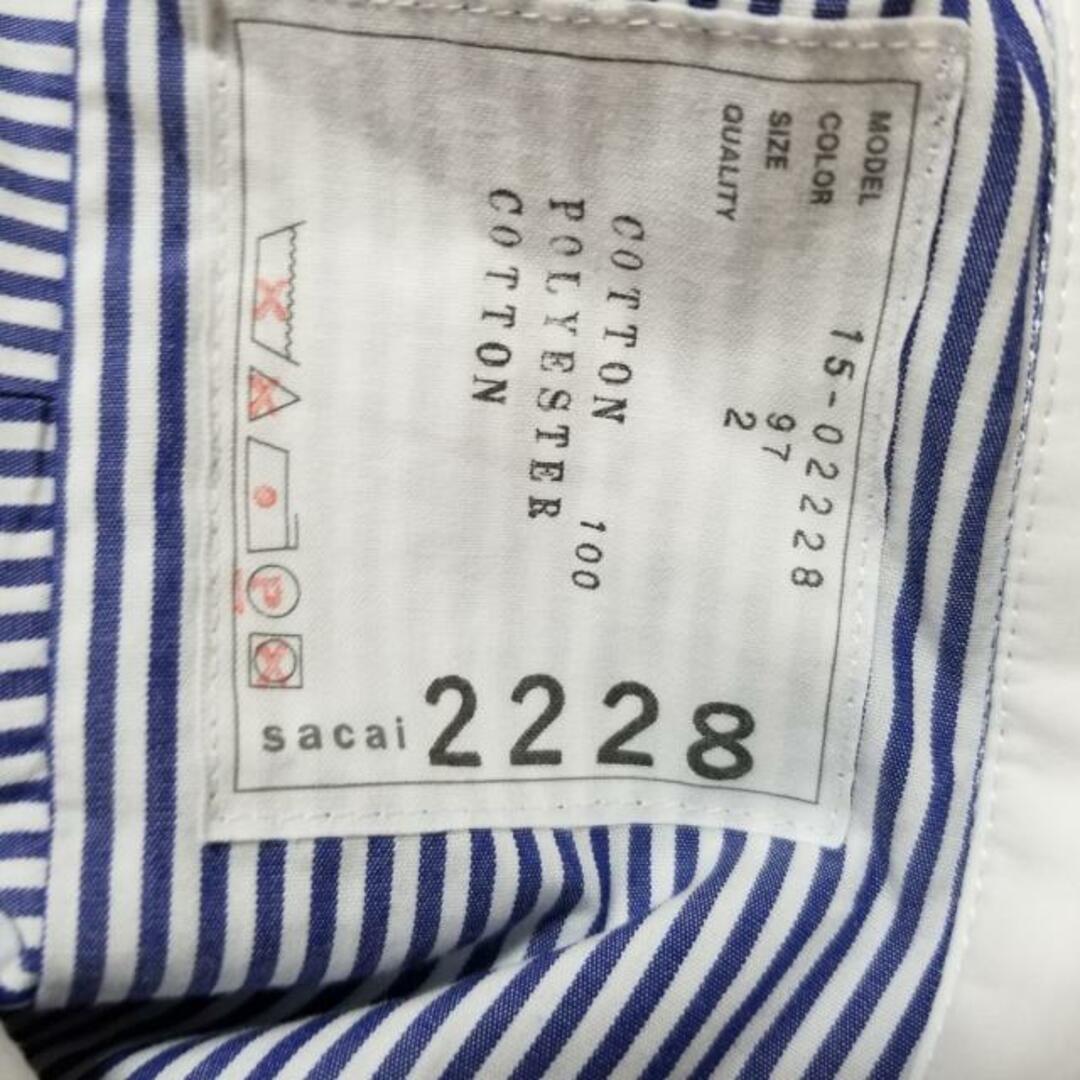 MODEL 15-02228
COLOR 97
SIZE 2
QUALITY
COTTON 100
POLYESTER
COTTON
P
sacai 2228